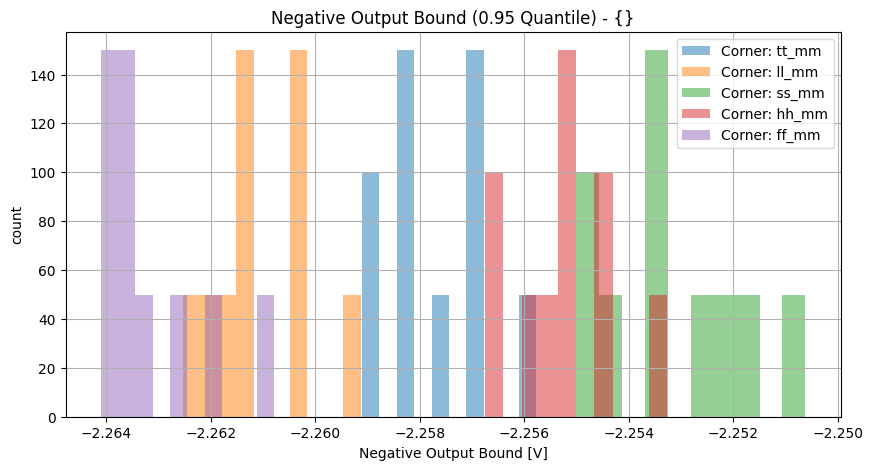 Negative Output Bound (0.95 Quantile) - {}
Corner: tt_mm
Corner: ll_mm
Corner: ss_mm
Corner: hh_mm
Corner: ff_mm
count
140
120
100
80
60
40
20
0
−2.264 −2.262 −2.260 −2.258 −2.256 −2.254 −2.252 −2.250
Negative Output Bound [V]